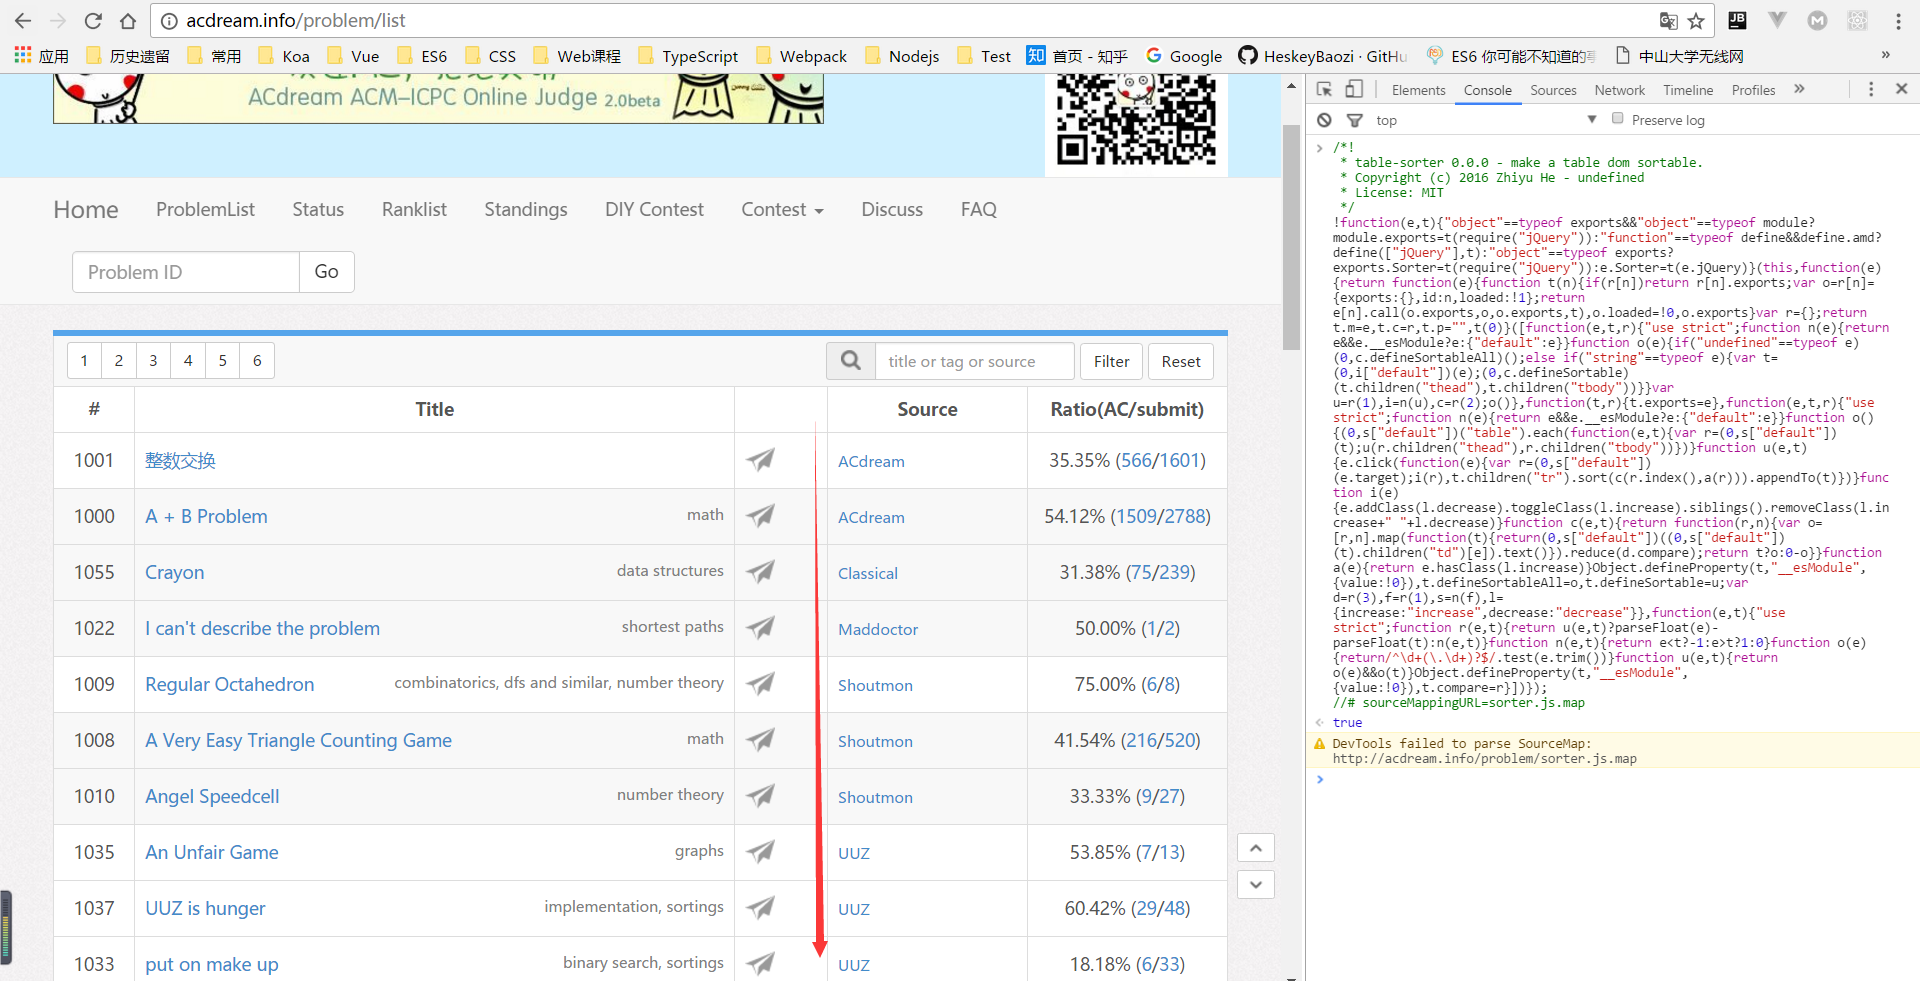 acdream.info/problem/list
应用 历史遗留 常用 Koa Vue ES6 CSS Web课程 TypeScript Webpack Nodejs Test 知 首页 - 知乎 Google HeskeyBaozi · GitHu ES6 你可能不知道的 中山大学无线网 »
ACdream ACM-ICPC Online Judge 2.0beta
Home ProblemList Status Ranklist Standings DIY Contest Contest Discuss FAQ
Problem ID Go
1 2 3 4 5 6 title or tag or source Filter Reset
# Title Source Ratio(AC/submit)
1001 整数交换 ACdream 35.35% (566/1601)
1000 A + B Problem math ACdream 54.12% (1509/2788)
1055 Crayon data structures Classical 31.38% (75/239)
1022 I can't describe the problem shortest paths Maddoctor 50.00% (1/2)
1009 Regular Octahedron combinatorics, dfs and similar, number theory Shoutmon 75.00% (6/8)
1008 A Very Easy Triangle Counting Game math Shoutmon 41.54% (216/520)
1010 Angel Speedcell number theory Shoutmon 33.33% (9/27)
1035 An Unfair Game graphs UUZ 53.85% (7/13)
1037 UUZ is hunger implementation, sortings UUZ 60.42% (29/48)
1033 put on make up binary search, sortings UUZ 18.18% (6/33)
Elements Console Sources Network Timeline Profiles »
top Preserve log
/*!
* table-sorter 0.0.0 - make a table dom sortable.
* Copyright (c) 2016 Zhiyu He - undefined
* License: MIT
*/
!function(e,t){"object"==typeof exports&&"object"==typeof module?
module.exports=t(require("jQuery")):"function"==typeof define&&define.amd?
define(["jQuery"],t):"object"==typeof exports?
exports.Sorter=t(require("jQuery")):e.Sorter=t(e.jQuery)}(this,function(e)
{return function(e){function t(n){if(r[n])return r[n].exports;var o=r[n]=
{exports:{},id:n,loaded:!1};return
e[n].call(o.exports,o,o.exports,t),o.loaded=!0,o.exports}var r={};return
t.m=e,t.c=r,t.p="",t(0)}([function(e,t,r){"use strict";function n(e){return
e&&e.__esModule?e:{"default":e}}function o(e){if("undefined"==typeof e)
(0,c.defineSortableAll)();else if("string"==typeof e){var t=
(0,i["default"])(e);(0,c.defineSortable)
(t.children("thead"),t.children("tbody"))}}var
u=r(1),i=n(u),c=r(2);o()},function(t,r){t.exports=e},function(e,t,r){"use
strict";function n(e){return e&&e.__esModule?e:{"default":e}}function o()
{(0,s["default"])("table").each(function(e,t){var r=(0,s["default"])
(t);u(r.children("thead"),r.children("tbody"))})}function u(e,t)
{e.click(function(e){var r=(0,s["default"])
(e.target);i(r),t.children("tr").sort(c(r.index(),a(r))).appendTo(t)})}func
tion i(e)
{e.addClass(l.decrease).toggleClass(l.increase).siblings().removeClass(l.in
crease+" "+l.decrease)}function c(e,t){return function(r,n){var o=
[r,n].map(function(t){return(0,s["default"])((0,s["default"])
(t).children("td")[e]).text()}).reduce(d.compare);return t?o:0-o}}function
a(e){return e.hasClass(l.increase)}Object.defineProperty(t,"__esModule",
{value:!0}),t.defineSortableAll=o,t.defineSortable=u;var
d=r(3),f=r(1),s=n(f),l=
{increase:"increase",decrease:"decrease"}},function(e,t){"use
strict";function r(e,t){return u(e,t)?parseFloat(e)-
parseFloat(t):n(e,t)}function n(e,t){return e<t?-1:e>t?1:0}function o(e)
{return/^\d+(\.\d+)?$/.test(e.trim())}function u(e,t){return
o(e)&&o(t)}Object.defineProperty(t,"__esModule",
{value:!0}),t.compare=r}])});
//# sourceMappingURL=sorter.js.map
true
DevTools failed to parse SourceMap:
http://acdream.info/problem/sorter.js.map